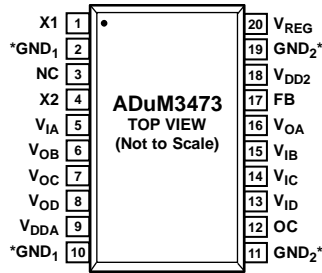 X1 1 20 VREG
*GND1 2 19 GND2*
NC 3 18 VDD2
X2 4 ADuM3473 17 FB
VIA 5 TOP VIEW 16 VOA
VOB 6 (Not to Scale) 15 VIB
VOC 7 14 VIC
VOD 8 13 VID
VDDA 9 12 OC
*GND1 10 11 GND2*